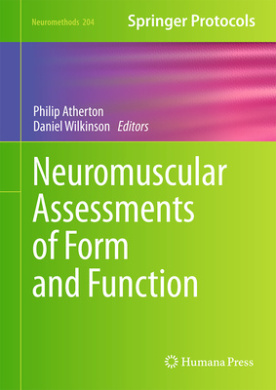 Neuromethods 204
Springer Protocols
Philip Atherton
Daniel Wilkinson Editors
Neuromuscular
Assessments
of Form
and Function
Humana Press